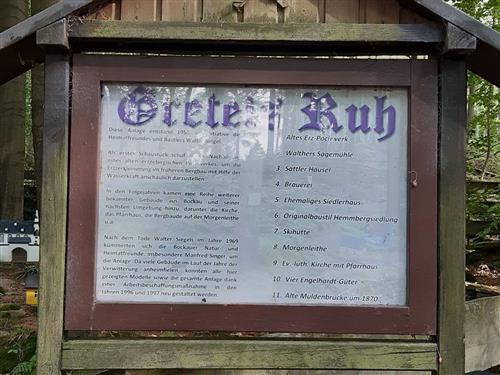 Gretels Ruh
Diese Anlage entstand 195 Initiative de
Heimatfreundes und Bastlers Walter Siegel.
Als erstes Schaustück schuf
eines alten erzgebirgischen
Erzzerkleinerung im früheren Bergbau mit Hilfe der
Wasserkraft anschaulich darzustellen.
In den Folgejahren kamen eine Reihe weiterer
bekannter Gebäude aus Bockau und seiner
nächsten Umgebung hinzu, darunter die Kirche,
das Pfarrhaus, die Bergbaude auf der Morgenleithe
u.a.
Nach dem Tode Walter Siegels im Jahre 1969
kümmerten sich die Bockauer Natur - und
Heimatfreunde, insbesondere Manfred Singer, um
die Anlage. Da viele Gebäude im Lauf der Jahre der
Verwitterung anheimfielen, konnten alle hier
gezeigten Modelle sowie die gesamte Anlage dank
einer Arbeitsbeschaffungsmaßnahme in den
Jahren 1996 und 1997 neu gestaltet werden.
Altes Erz-Pochwerk
Walthers Sägemühle
3. Sattler Häusel
4. Brauerei
5. Ehemaliges Siedlerhaus
6. Originalbaustil Hemmbergsiedlung
7. Skihütte
8. Morgenleithe
9. Ev. luth. Kirche mit Pfarrhaus
10. Vier Engelhardt-Güter
11. Alte Muldenbrücke um 1870